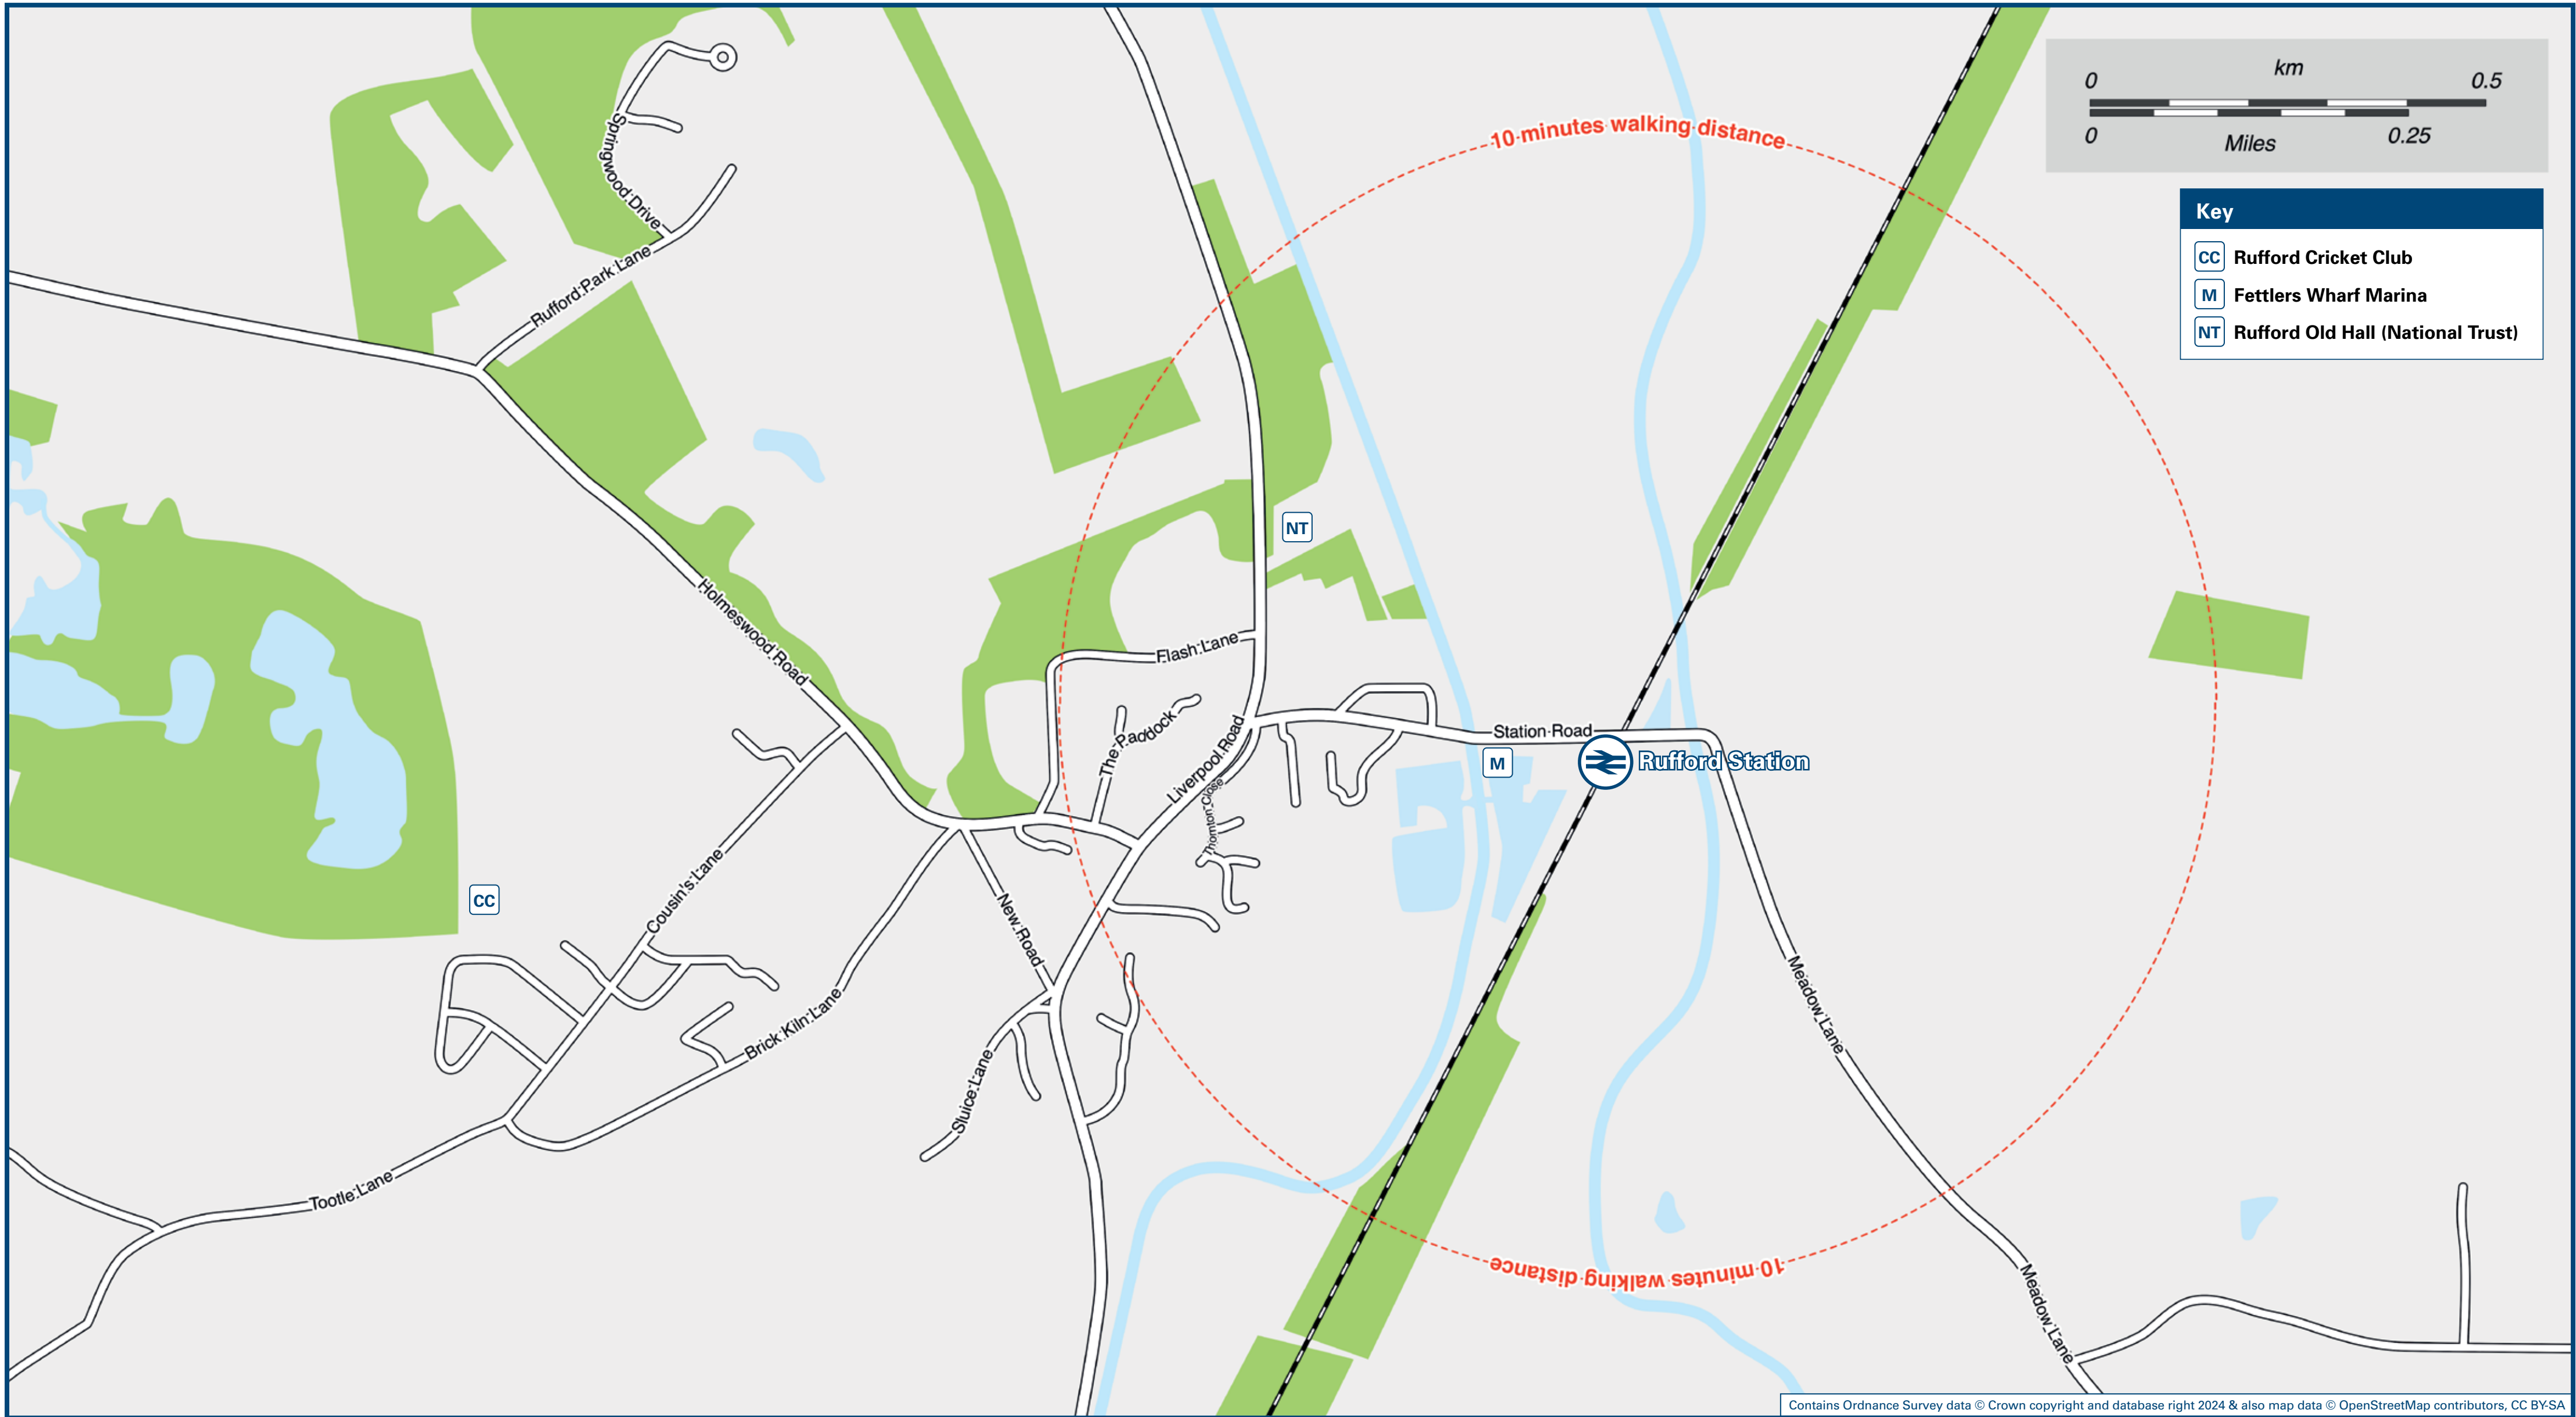 km
0
0.5
0
0.25
Miles
Key
CC Rufford Cricket Club
M Fettlers Wharf Marina
NT Rufford Old Hall (National Trust)
10 minutes walking distance
Springwood Drive
Rufford Park Lane
NT
Holmeswood Road
Flash Lane
The Paddock
Liverpool Road
Station Road
M
Rufford Station
Thornton Close
Cousin's Lane
CC
New Road
Brick Kiln Lane
Meadow Lane
Sluice Lane
Tootle Lane
10 minutes walking distance
Meadow Lane
Contains Ordnance Survey data © Crown copyright and database right 2024 & also map data © OpenStreetMap contributors, CC BY-SA